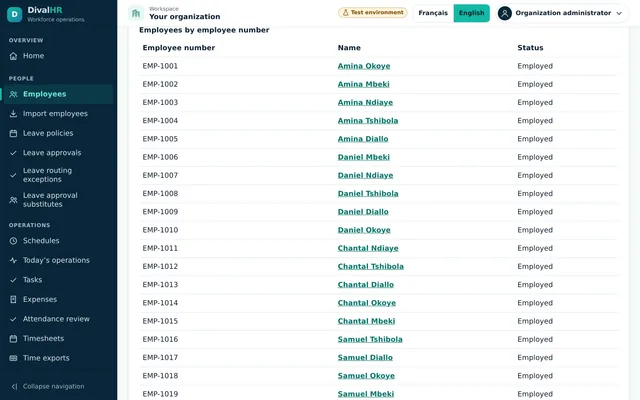 D
DivalHR
Workforce operations
OVERVIEW
Home
PEOPLE
Employees
Import employees
Leave policies
Leave approvals
Leave routing
exceptions
Leave approval
substitutes
OPERATIONS
Schedules
Today's operations
Tasks
Expenses
Attendance review
Timesheets
Time exports
Collapse navigation
Workspace
Your organization
Test environment
Français
English
Organization administrator
Employees by employee number
Employee number Name Status
EMP-1001 Amina Okoye Employed
EMP-1002 Amina Mbeki Employed
EMP-1003 Amina Ndiaye Employed
EMP-1004 Amina Tshibola Employed
EMP-1005 Amina Diallo Employed
EMP-1006 Daniel Mbeki Employed
EMP-1007 Daniel Ndiaye Employed
EMP-1008 Daniel Tshibola Employed
EMP-1009 Daniel Diallo Employed
EMP-1010 Daniel Okoye Employed
EMP-1011 Chantal Ndiaye Employed
EMP-1012 Chantal Tshibola Employed
EMP-1013 Chantal Diallo Employed
EMP-1014 Chantal Okoye Employed
EMP-1015 Chantal Mbeki Employed
EMP-1016 Samuel Tshibola Employed
EMP-1017 Samuel Diallo Employed
EMP-1018 Samuel Okoye Employed
EMP-1019 Samuel Mbeki Employed